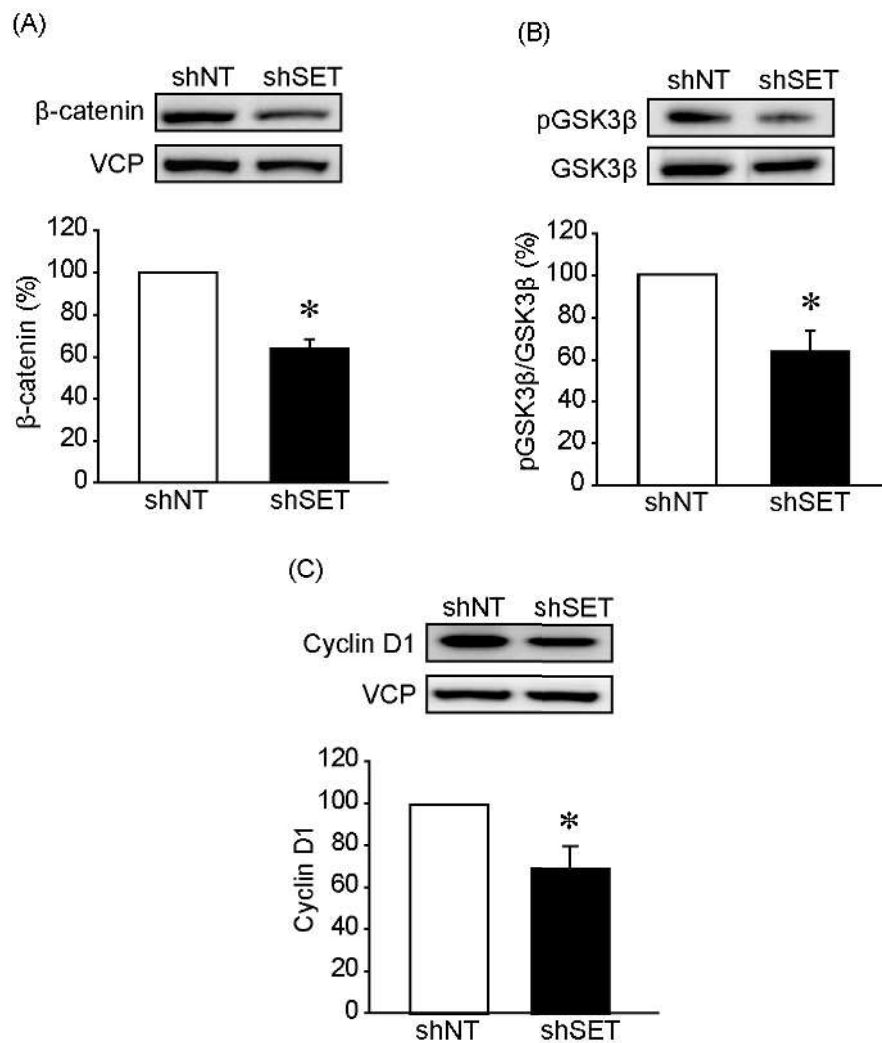 (A)
shNT shSET
β-catenin
VCP
β-catenin (%)
120
100
80
60
40
20
0
*
shNT shSET
(B)
shNT shSET
pGSK3β
GSK3β
pGSK3β/GSK3β (%)
120
100
80
60
40
20
0
*
shNT shSET
(C)
shNT shSET
Cyclin D1
VCP
Cyclin D1
120
100
80
60
40
20
0
*
shNT shSET